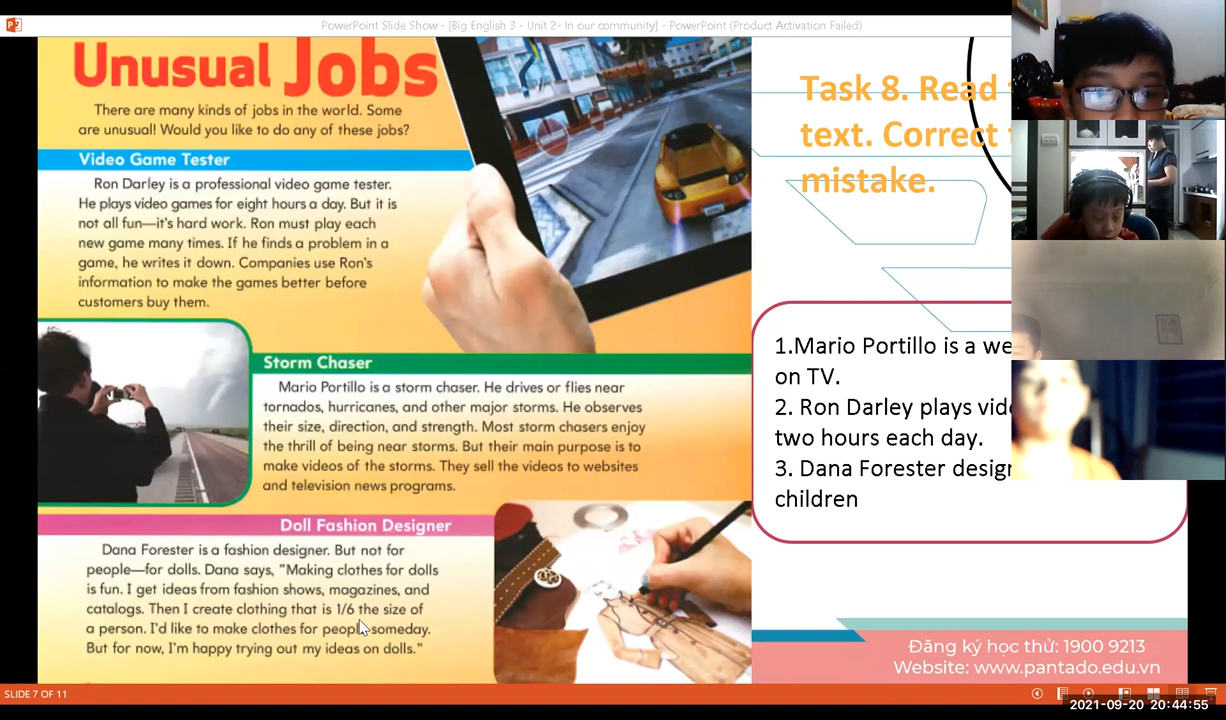 PowerPoint Slide Show - [Big English 3 - Unit 2- In our community] - PowerPoint (Product Activation Failed)
Unusual Jobs
There are many kinds of jobs in the world. Some
are unusual! Would you like to do any of these jobs?
Video Game Tester
Ron Darley is a professional video game tester.
He plays video games for eight hours a day. But it is
not all fun—it's hard work. Ron must play each
new game many times. If he finds a problem in a
game, he writes it down. Companies use Ron's
information to make the games better before
customers buy them.
Storm Chaser
Mario Portillo is a storm chaser. He drives or flies near
tornados, hurricanes, and other major storms. He observes
their size, direction, and strength. Most storm chasers enjoy
the thrill of being near storms. But their main purpose is to
make videos of the storms. They sell the videos to websites
and television news programs.
Doll Fashion Designer
Dana Forester is a fashion designer. But not for
people—for dolls. Dana says, "Making clothes for dolls
is fun. I get ideas from fashion shows, magazines, and
catalogs. Then I create clothing that is 1/6 the size of
a person. I'd like to make clothes for people someday.
But for now, I'm happy trying out my ideas on dolls."
Task 8. Read
text. Correct
mistake.
1.Mario Portillo is a we
on TV.
2. Ron Darley plays vid
two hours each day.
3. Dana Forester desig
children
Đăng ký học thử: 1900 9213
Website: www.pantado.edu.vn
SLIDE 7 OF 11
2021-09-20 20:44:55